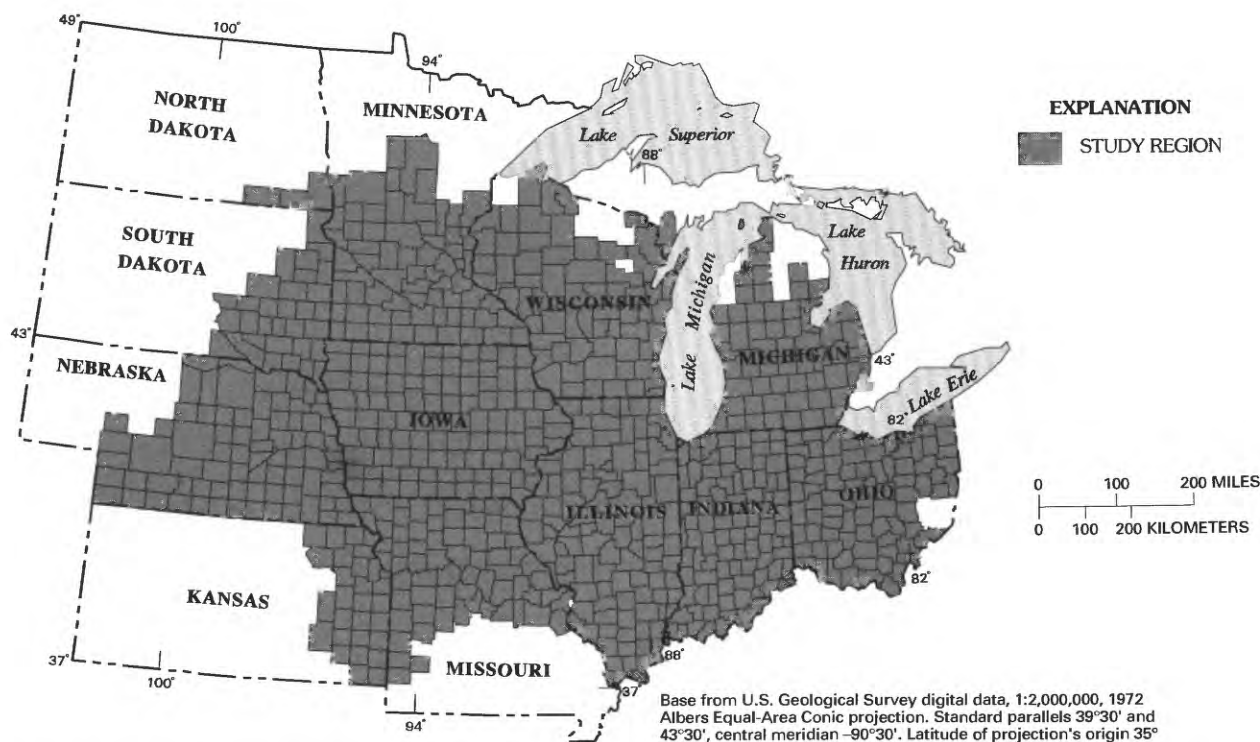 49°
100°
94°
NORTH
DAKOTA
MINNESOTA
Lake Superior
88°
EXPLANATION
STUDY REGION
SOUTH
DAKOTA
Lake
Huron
WISCONSIN
Lake Michigan
43°
NEBRASKA
MICHIGAN
43°
IOWA
82°
Lake Erie
ILLINOIS
INDIANA
OHIO
0 100 200 MILES
0 100 200 KILOMETERS
KANSAS
82°
37°
100°
MISSOURI
88°
37
94°
Base from U.S. Geological Survey digital data, 1:2,000,000, 1972
Albers Equal-Area Conic projection. Standard parallels 39°30' and
43°30', central meridian –90°30'. Latitude of projection's origin 35°